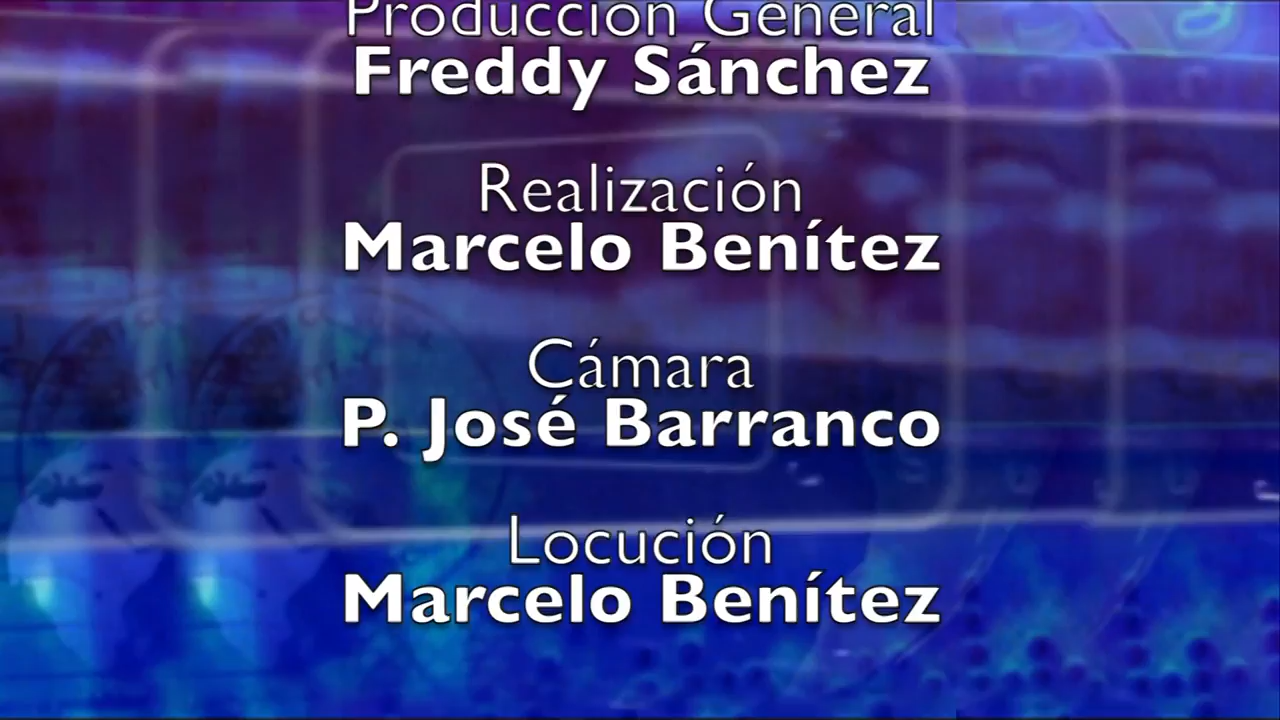 Producción General
Freddy Sánchez
Realización
Marcelo Benítez
Cámara
P. José Barranco
Locución
Marcelo Benítez